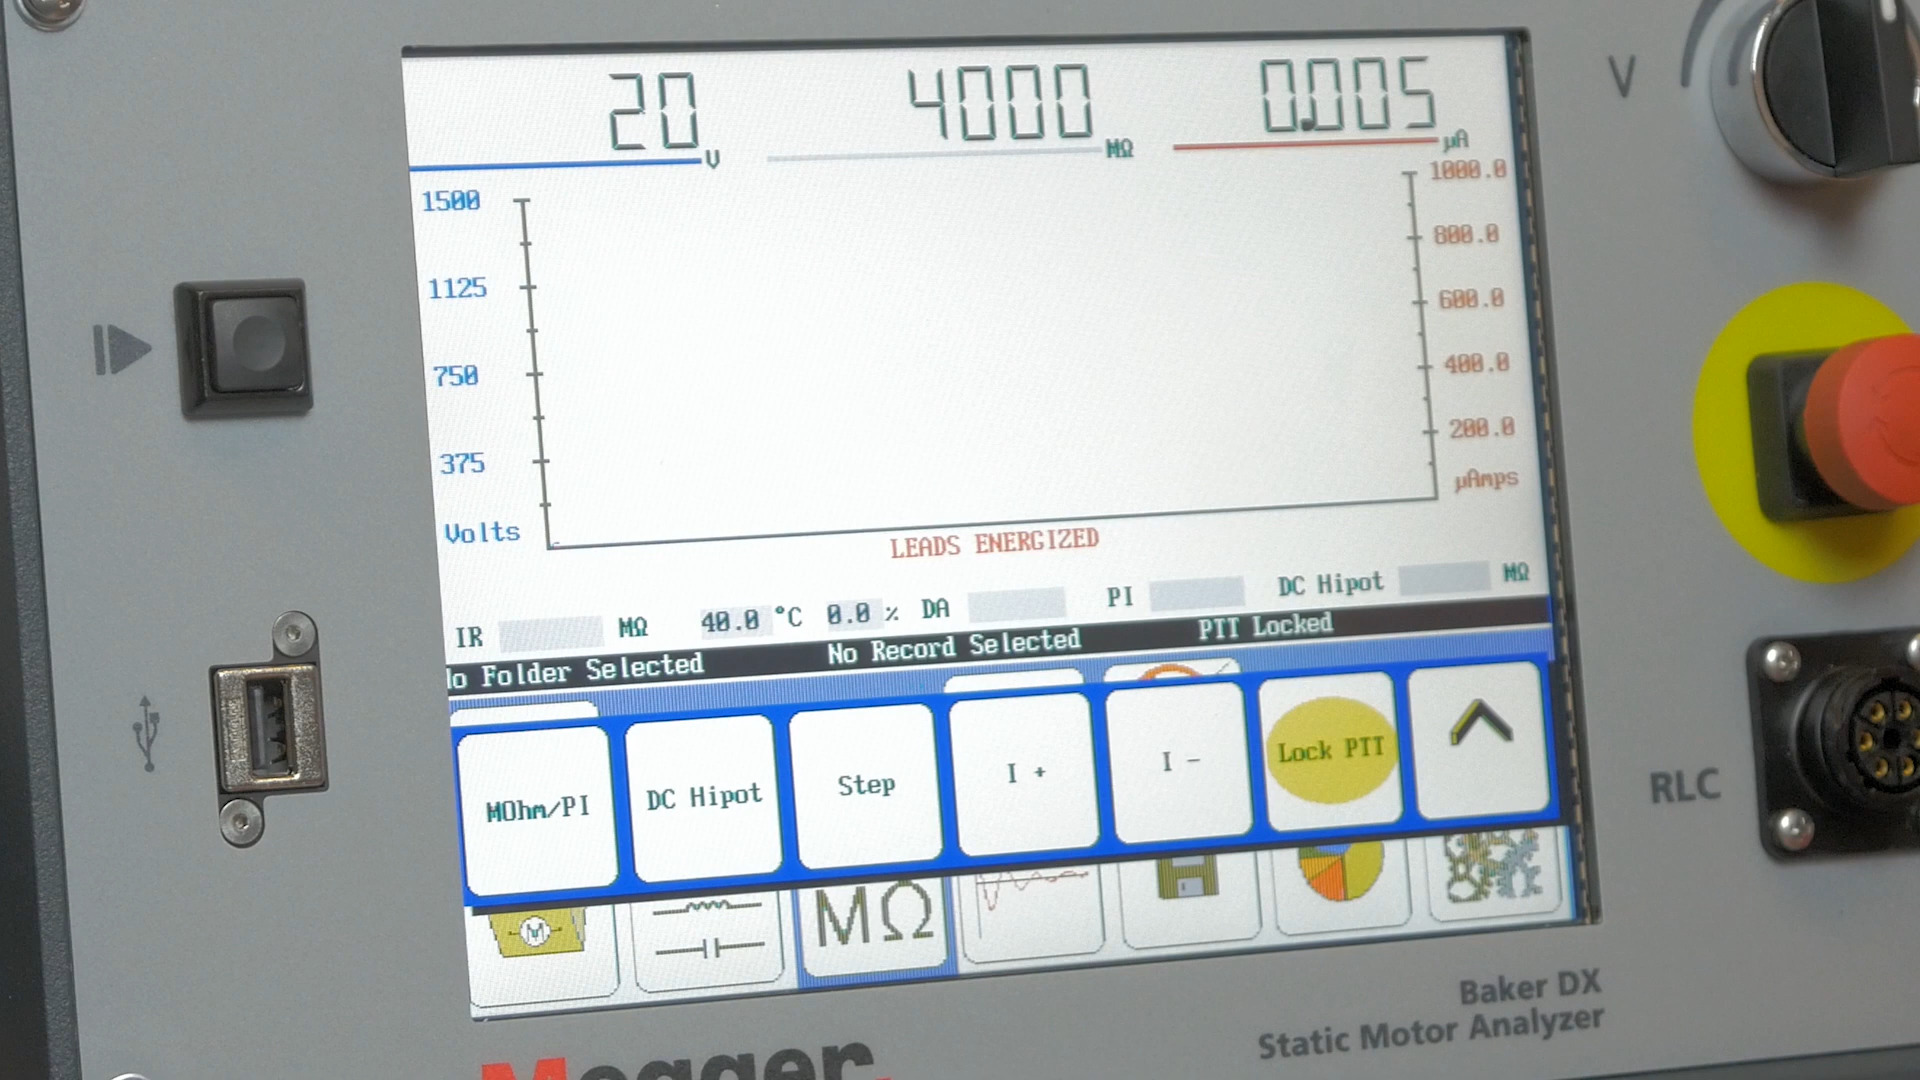 20 V 4000 MΩ 0.005 µA
1500
1125
750
375
Volts
1000.0
800.0
600.0
400.0
200.0
µAmps
LEADS ENERGIZED
IR MΩ 40.0 °C 0.0 % DA PI DC Hipot MΩ
No Folder Selected No Record Selected PTT Locked
MOhm/PI
DC Hipot
Step
I +
I -
Lock PTT
M
MΩ
V
RLC
Baker DX
Static Motor Analyzer
Megger